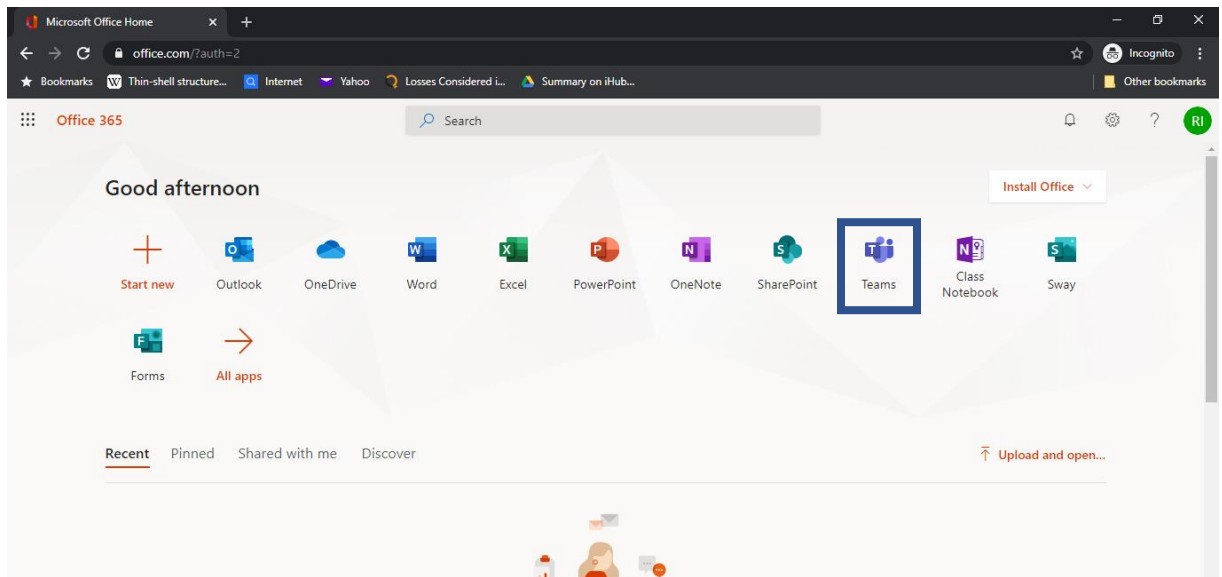 Microsoft Office Home
office.com/?auth=2
Incognito
Bookmarks W Thin-shell structure... Internet Yahoo Losses Considered i... Summary on iHub... Other bookmarks
Office 365 Search ? RI
Good afternoon Install Office
Start new Outlook OneDrive Word Excel PowerPoint OneNote SharePoint Teams Class Notebook Sway
Forms All apps
Recent Pinned Shared with me Discover Upload and open...